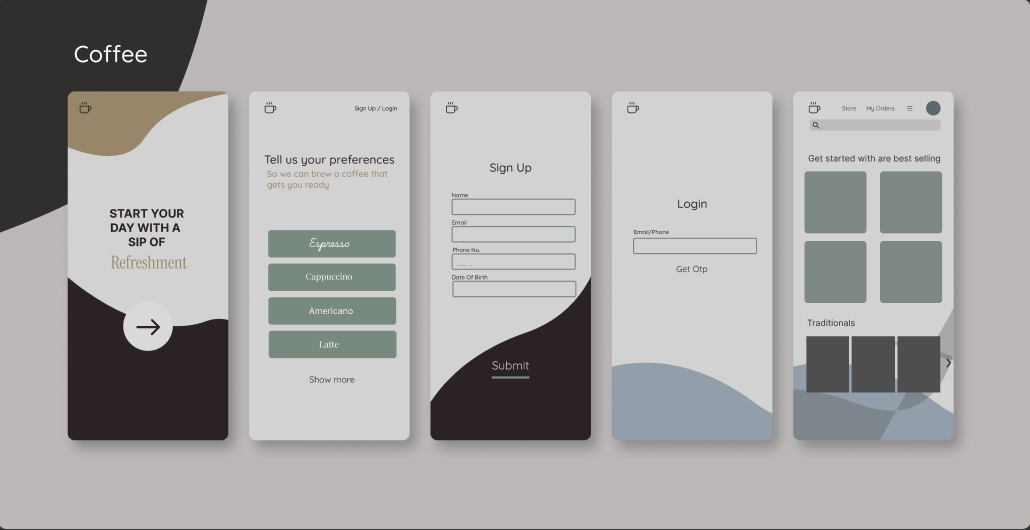 Coffee
START YOUR
DAY WITH A
SIP OF
Refreshment
Sign Up / Login
Tell us your preferences
So we can brew a coffee that
gets you ready
Espresso
Cappuccino
Americano
Latte
Show more
Sign Up
Name
Email
Phone No.
Date Of Birth
Submit
Login
Email/Phone
Get Otp
Store My Orders
Get started with are best selling
Traditionals